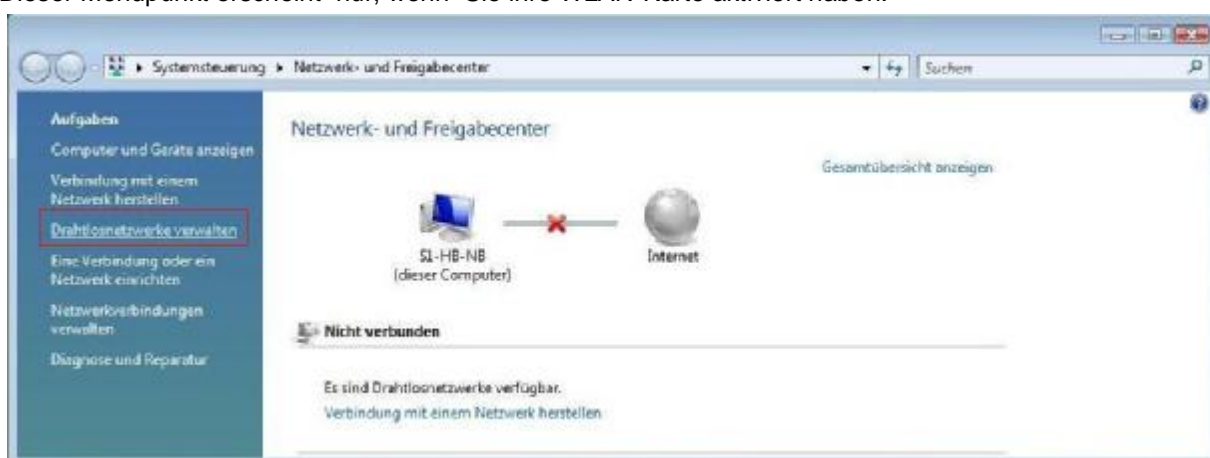 Dieser Menüpunkt erscheint nur, wenn Sie ihre WLAN-Karte aktiviert haben.
Systemsteuerung ▸ Netzwerk- und Freigabecenter
Suchen
Aufgaben
Computer und Geräte anzeigen
Verbindung mit einem
Netzwerk herstellen
Drahtlosnetzwerke verwalten
Eine Verbindung oder ein
Netzwerk einrichten
Netzwerkverbindungen
verwalten
Diagnose und Reparatur
Netzwerk- und Freigabecenter
Gesamtübersicht anzeigen
S1-HB-NB
(dieser Computer)
Internet
Nicht verbunden
Es sind Drahtlosnetzwerke verfügbar.
Verbindung mit einem Netzwerk herstellen